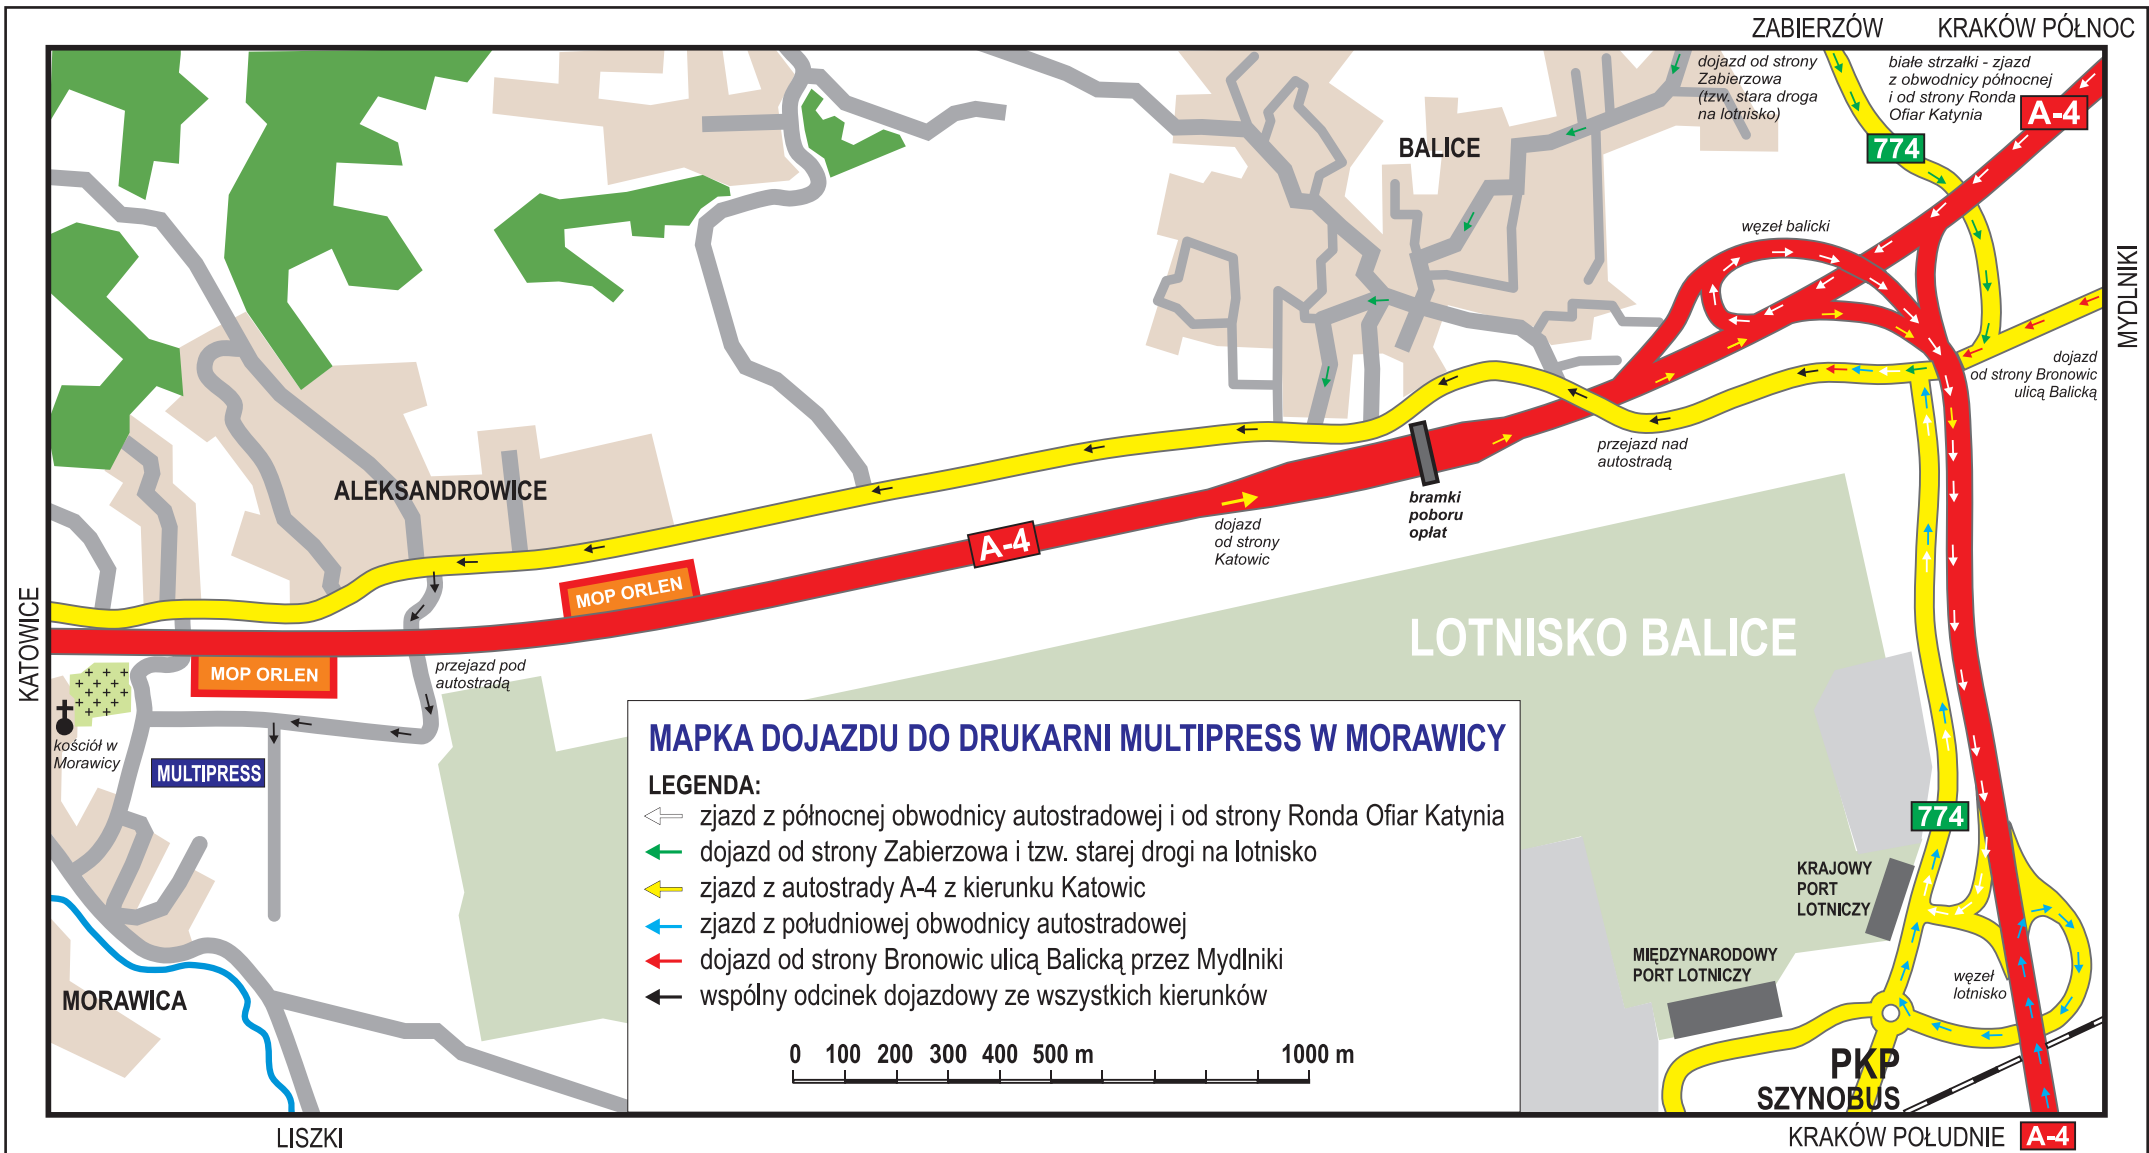 ZABIERZÓW
KRAKÓW PÓŁNOC
dojazd od strony
Zabierzowa
(tzw. stara droga
na lotnisko)
białe strzałki - zjazd
z obwodnicy północnej
i od strony Ronda
Ofiar Katynia
A-4
774
BALICE
węzeł balicki
MYDLNIKI
dojazd
od strony Bronowic
ulicą Balicką
przejazd nad
autostradą
bramki
poboru
opłat
ALEKSANDROWICE
dojazd
od strony
Katowic
A-4
MOP ORLEN
KATOWICE
LOTNISKO BALICE
MOP ORLEN
przejazd pod
autostradą
kościół w
Morawicy
MULTIPRESS
MAPKA DOJAZDU DO DRUKARNI MULTIPRESS W MORAWICY
LEGENDA:
zjazd z północnej obwodnicy autostradowej i od strony Ronda Ofiar Katynia
dojazd od strony Zabierzowa i tzw. starej drogi na lotnisko
zjazd z autostrady A-4 z kierunku Katowic
zjazd z południowej obwodnicy autostradowej
dojazd od strony Bronowic ulicą Balicką przez Mydlniki
wspólny odcinek dojazdowy ze wszystkich kierunków
0 100 200 300 400 500 m 1000 m
774
KRAJOWY
PORT
LOTNICZY
MIĘDZYNARODOWY
PORT LOTNICZY
węzeł
lotnisko
MORAWICA
PKP
SZYNOBUS
LISZKI
KRAKÓW POŁUDNIE A-4